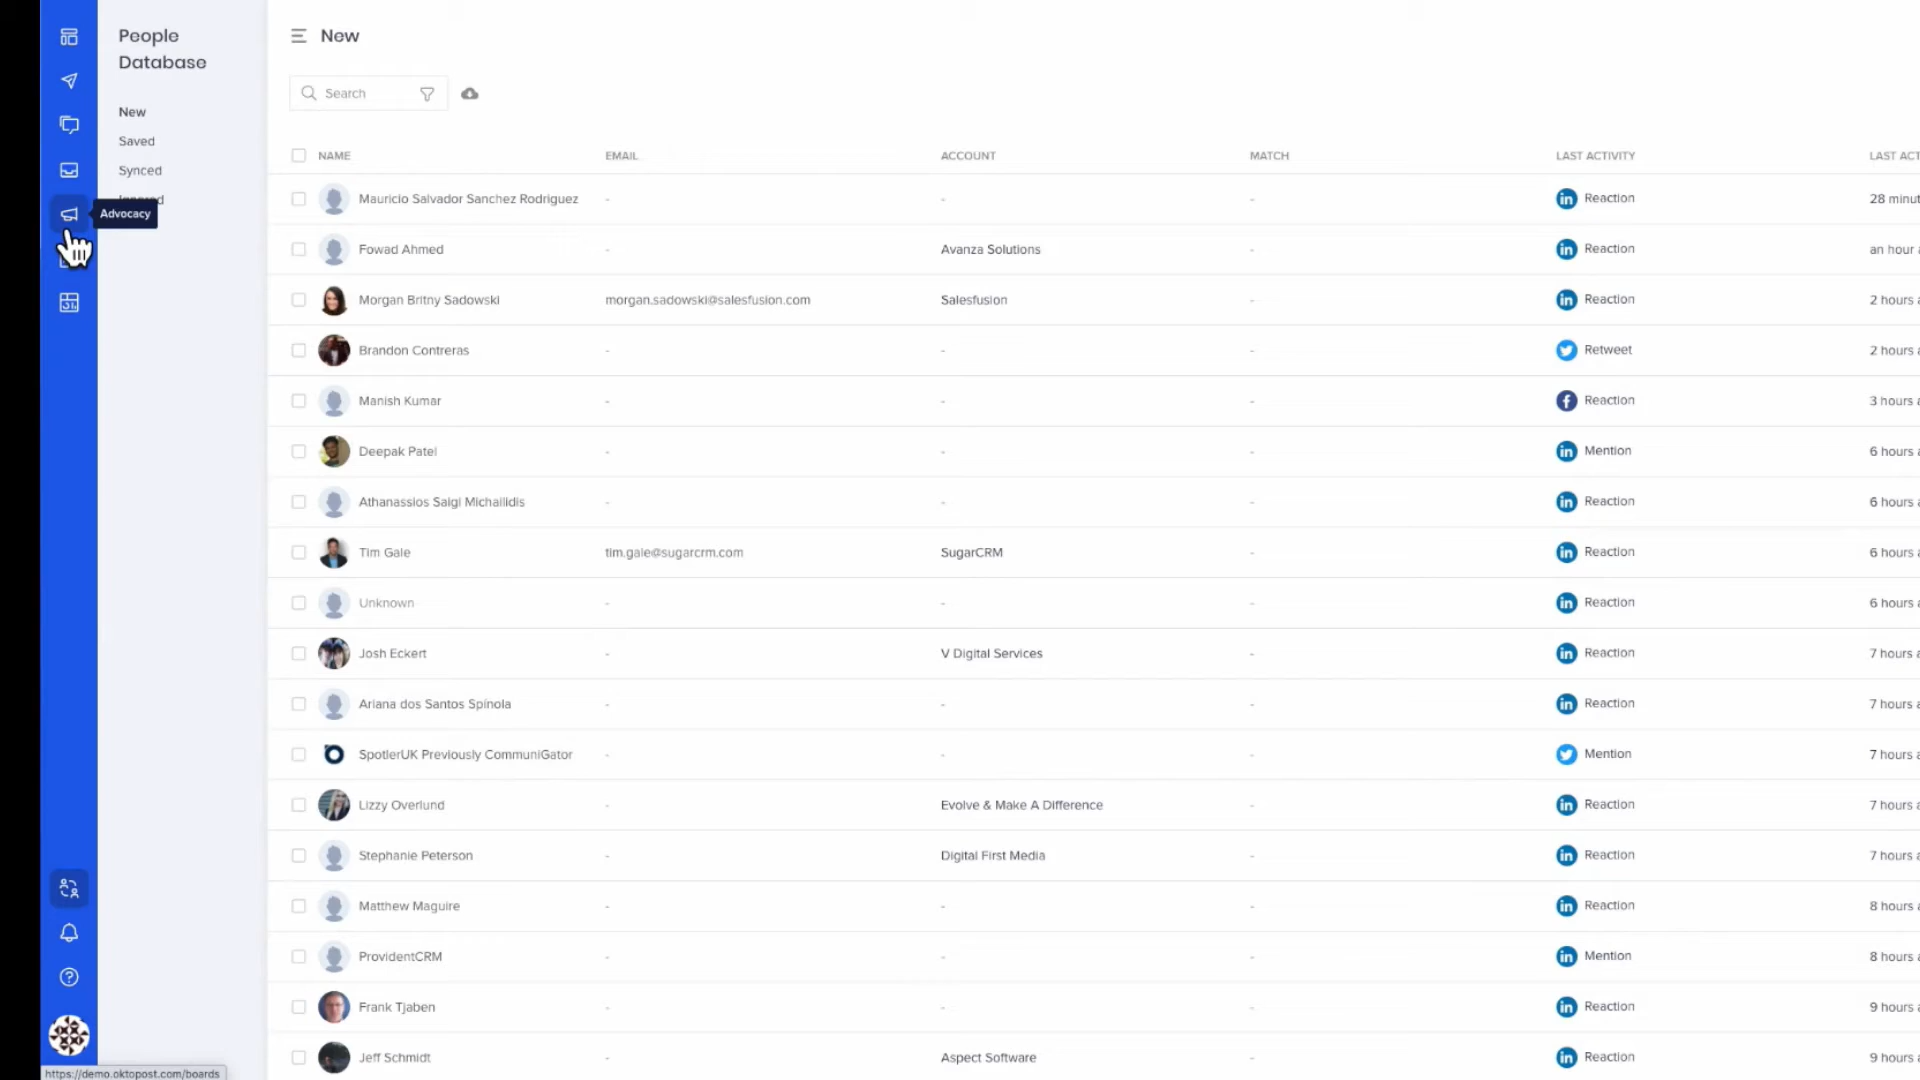 People
Database
New
Saved
Synced
Ignored
Advocacy
New
Search
NAME EMAIL ACCOUNT MATCH LAST ACTIVITY LAST ACT
Mauricio Salvador Sanchez Rodriguez - - - Reaction 28 minut
Fowad Ahmed - Avanza Solutions - Reaction an hour a
Morgan Britny Sadowski morgan.sadowski@salesfusion.com Salesfusion - Reaction 2 hours a
Brandon Contreras - - - Retweet 2 hours a
Manish Kumar - - - Reaction 3 hours a
Deepak Patel - - - Mention 6 hours a
Athanassios Saigi Michailidis - - - Reaction 6 hours a
Tim Gale tim.gale@sugarcrm.com SugarCRM - Reaction 6 hours a
Unknown - - - Reaction 6 hours a
Josh Eckert - V Digital Services - Reaction 7 hours a
Ariana dos Santos Spínola - - - Reaction 7 hours a
SpotlerUK Previously CommuniGator - - - Mention 7 hours a
Lizzy Overlund - Evolve & Make A Difference - Reaction 7 hours a
Stephanie Peterson - Digital First Media - Reaction 7 hours a
Matthew Maguire - - - Reaction 8 hours a
ProvidentCRM - - - Mention 8 hours a
Frank Tjaben - - - Reaction 9 hours a
Jeff Schmidt - Aspect Software - Reaction 9 hours a
https://demo.oktopost.com/boards